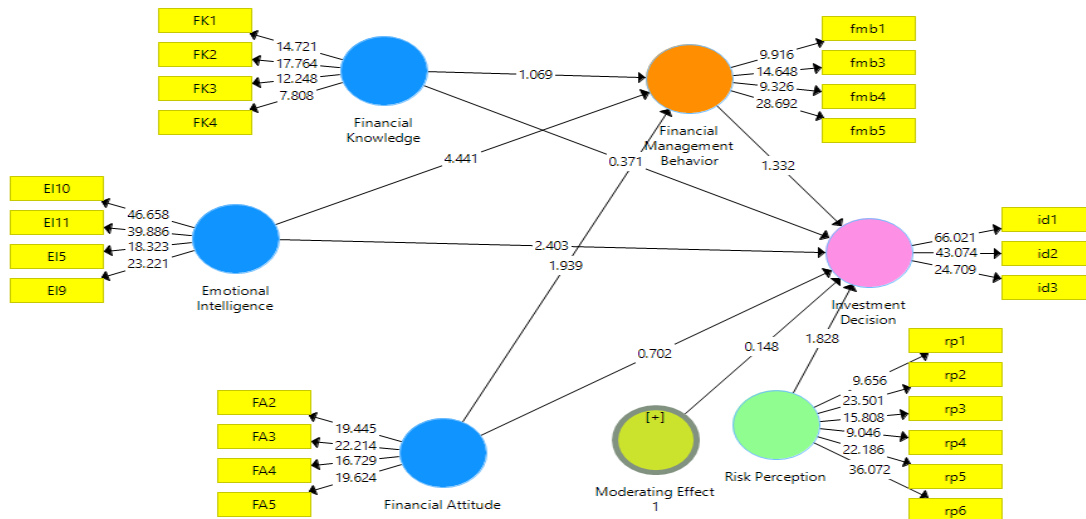 FK1
FK2
FK3
FK4
14.721
17.764
12.248
7.808
Financial
Knowledge
1.069
4.441
0.371
fmb1
fmb3
fmb4
fmb5
9.916
14.648
9.326
28.692
Financial
Management
Behavior
1.332
EI10
EI11
EI5
EI9
46.658
39.886
18.323
23.221
Emotional
Intelligence
2.403
1.939
id1
id2
id3
66.021
43.074
24.709
Investment
Decision
FA2
FA3
FA4
FA5
19.445
22.214
16.729
19.624
Financial Attitude
0.702
0.148
1.828
[+]
Moderating Effect
1
Risk Perception
rp1
rp2
rp3
rp4
rp5
rp6
9.656
23.501
15.808
9.046
22.186
36.072